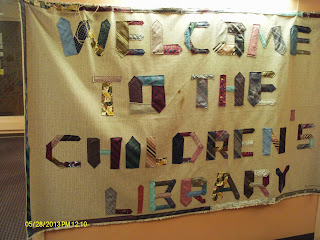 WELCOME
TO THE
CHILDREN'S
LIBRARY
05/28/2013 PM 12:10